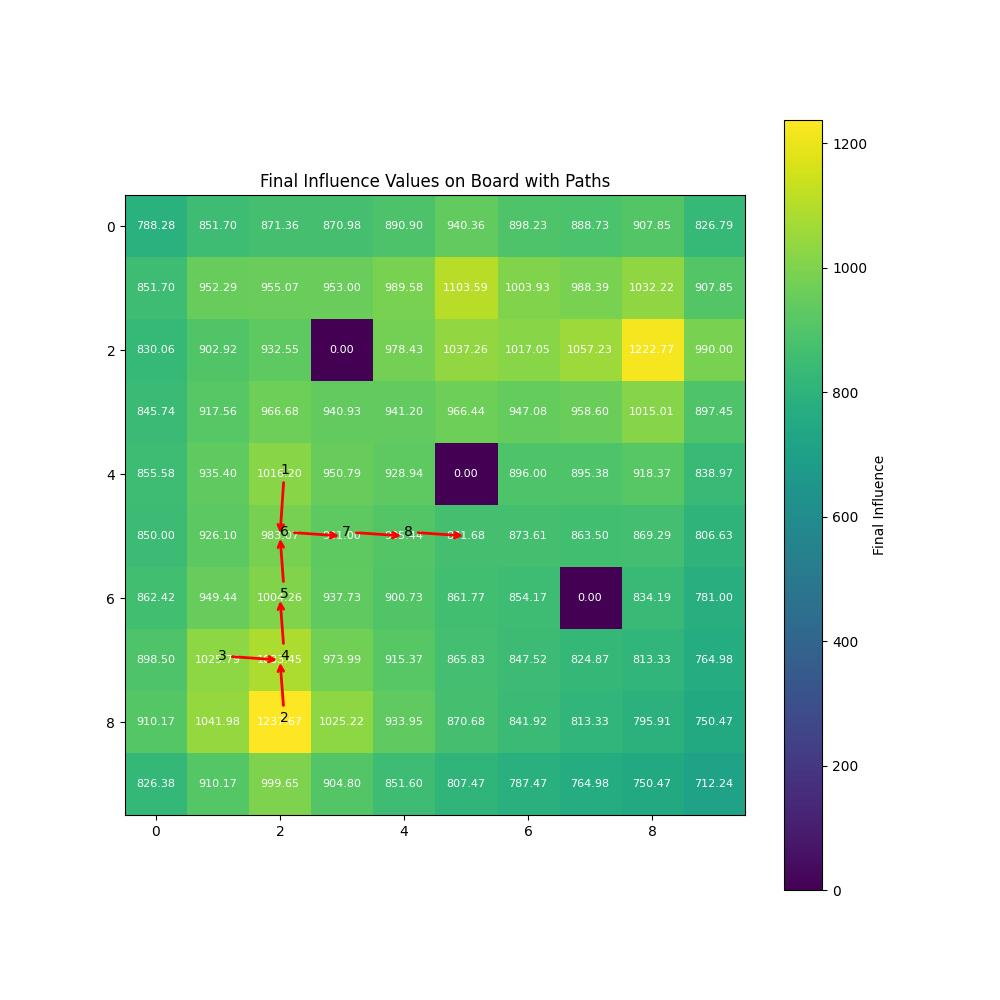 Final Influence Values on Board with Paths
1200
1000
800
600
400
200
0
Final Influence
0 788.28 851.70 871.36 870.98 890.90 940.36 898.23 888.73 907.85 826.79
851.70 952.29 955.07 953.00 989.58 1103.59 1003.93 988.39 1032.22 907.85
2 830.06 902.92 932.55 0.00 978.43 1037.26 1017.05 1057.23 1222.77 990.00
845.74 917.56 966.68 940.93 941.20 966.44 947.08 958.60 1015.01 897.45
4 855.58 935.40 1 950.79 928.94 0.00 896.00 895.38 918.37 838.97
850.00 926.10 6 7 8 873.61 863.50 869.29 806.63
6 862.42 949.44 5 937.73 900.73 861.77 854.17 0.00 834.19 781.00
898.50 3 4 973.99 915.37 865.83 847.52 824.87 813.33 764.98
8 910.17 1041.98 2 1025.22 933.95 870.68 841.92 813.33 795.91 750.47
826.38 910.17 999.65 904.80 851.60 807.47 787.47 764.98 750.47 712.24
0 2 4 6 8